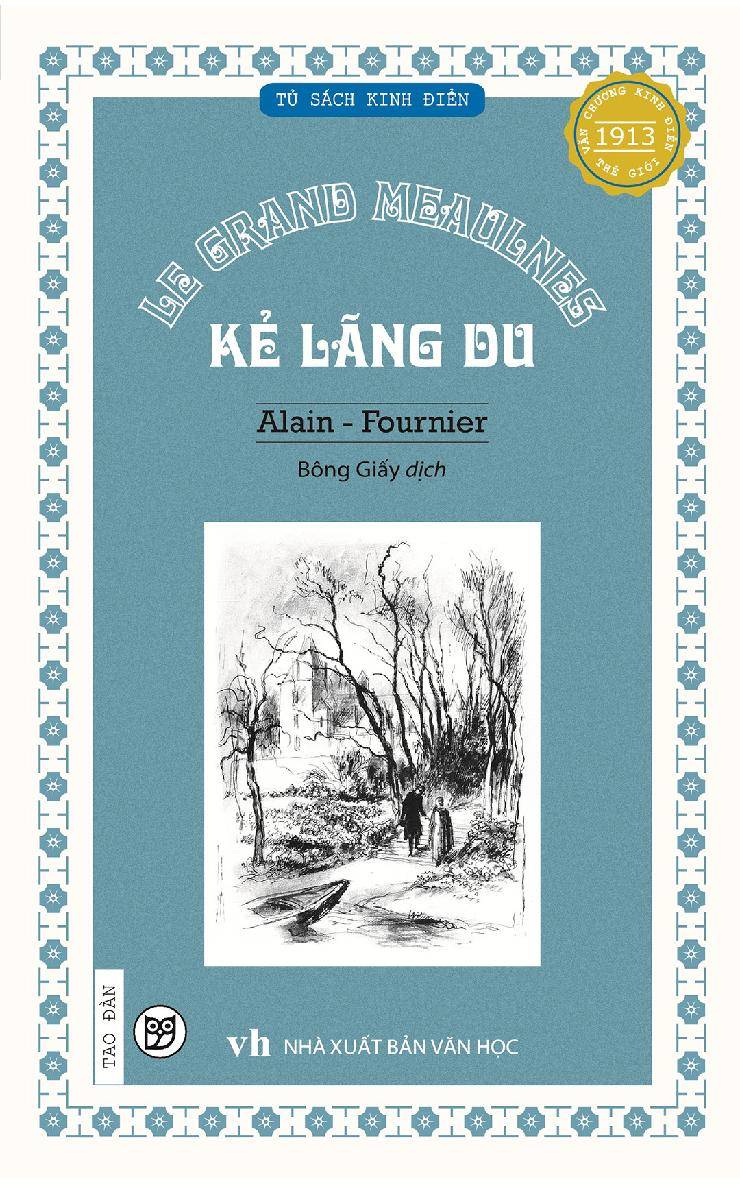 TỦ SÁCH KINH ĐIỂN
VĂN CHƯƠNG KINH ĐIỂN
1913
THẾ GIỚI
LE GRAND MEAULNES
KẺ LÃNG DU
Alain - Fournier
Bông Giấy dịch
TAO ĐÀN
vh NHÀ XUẤT BẢN VĂN HỌC